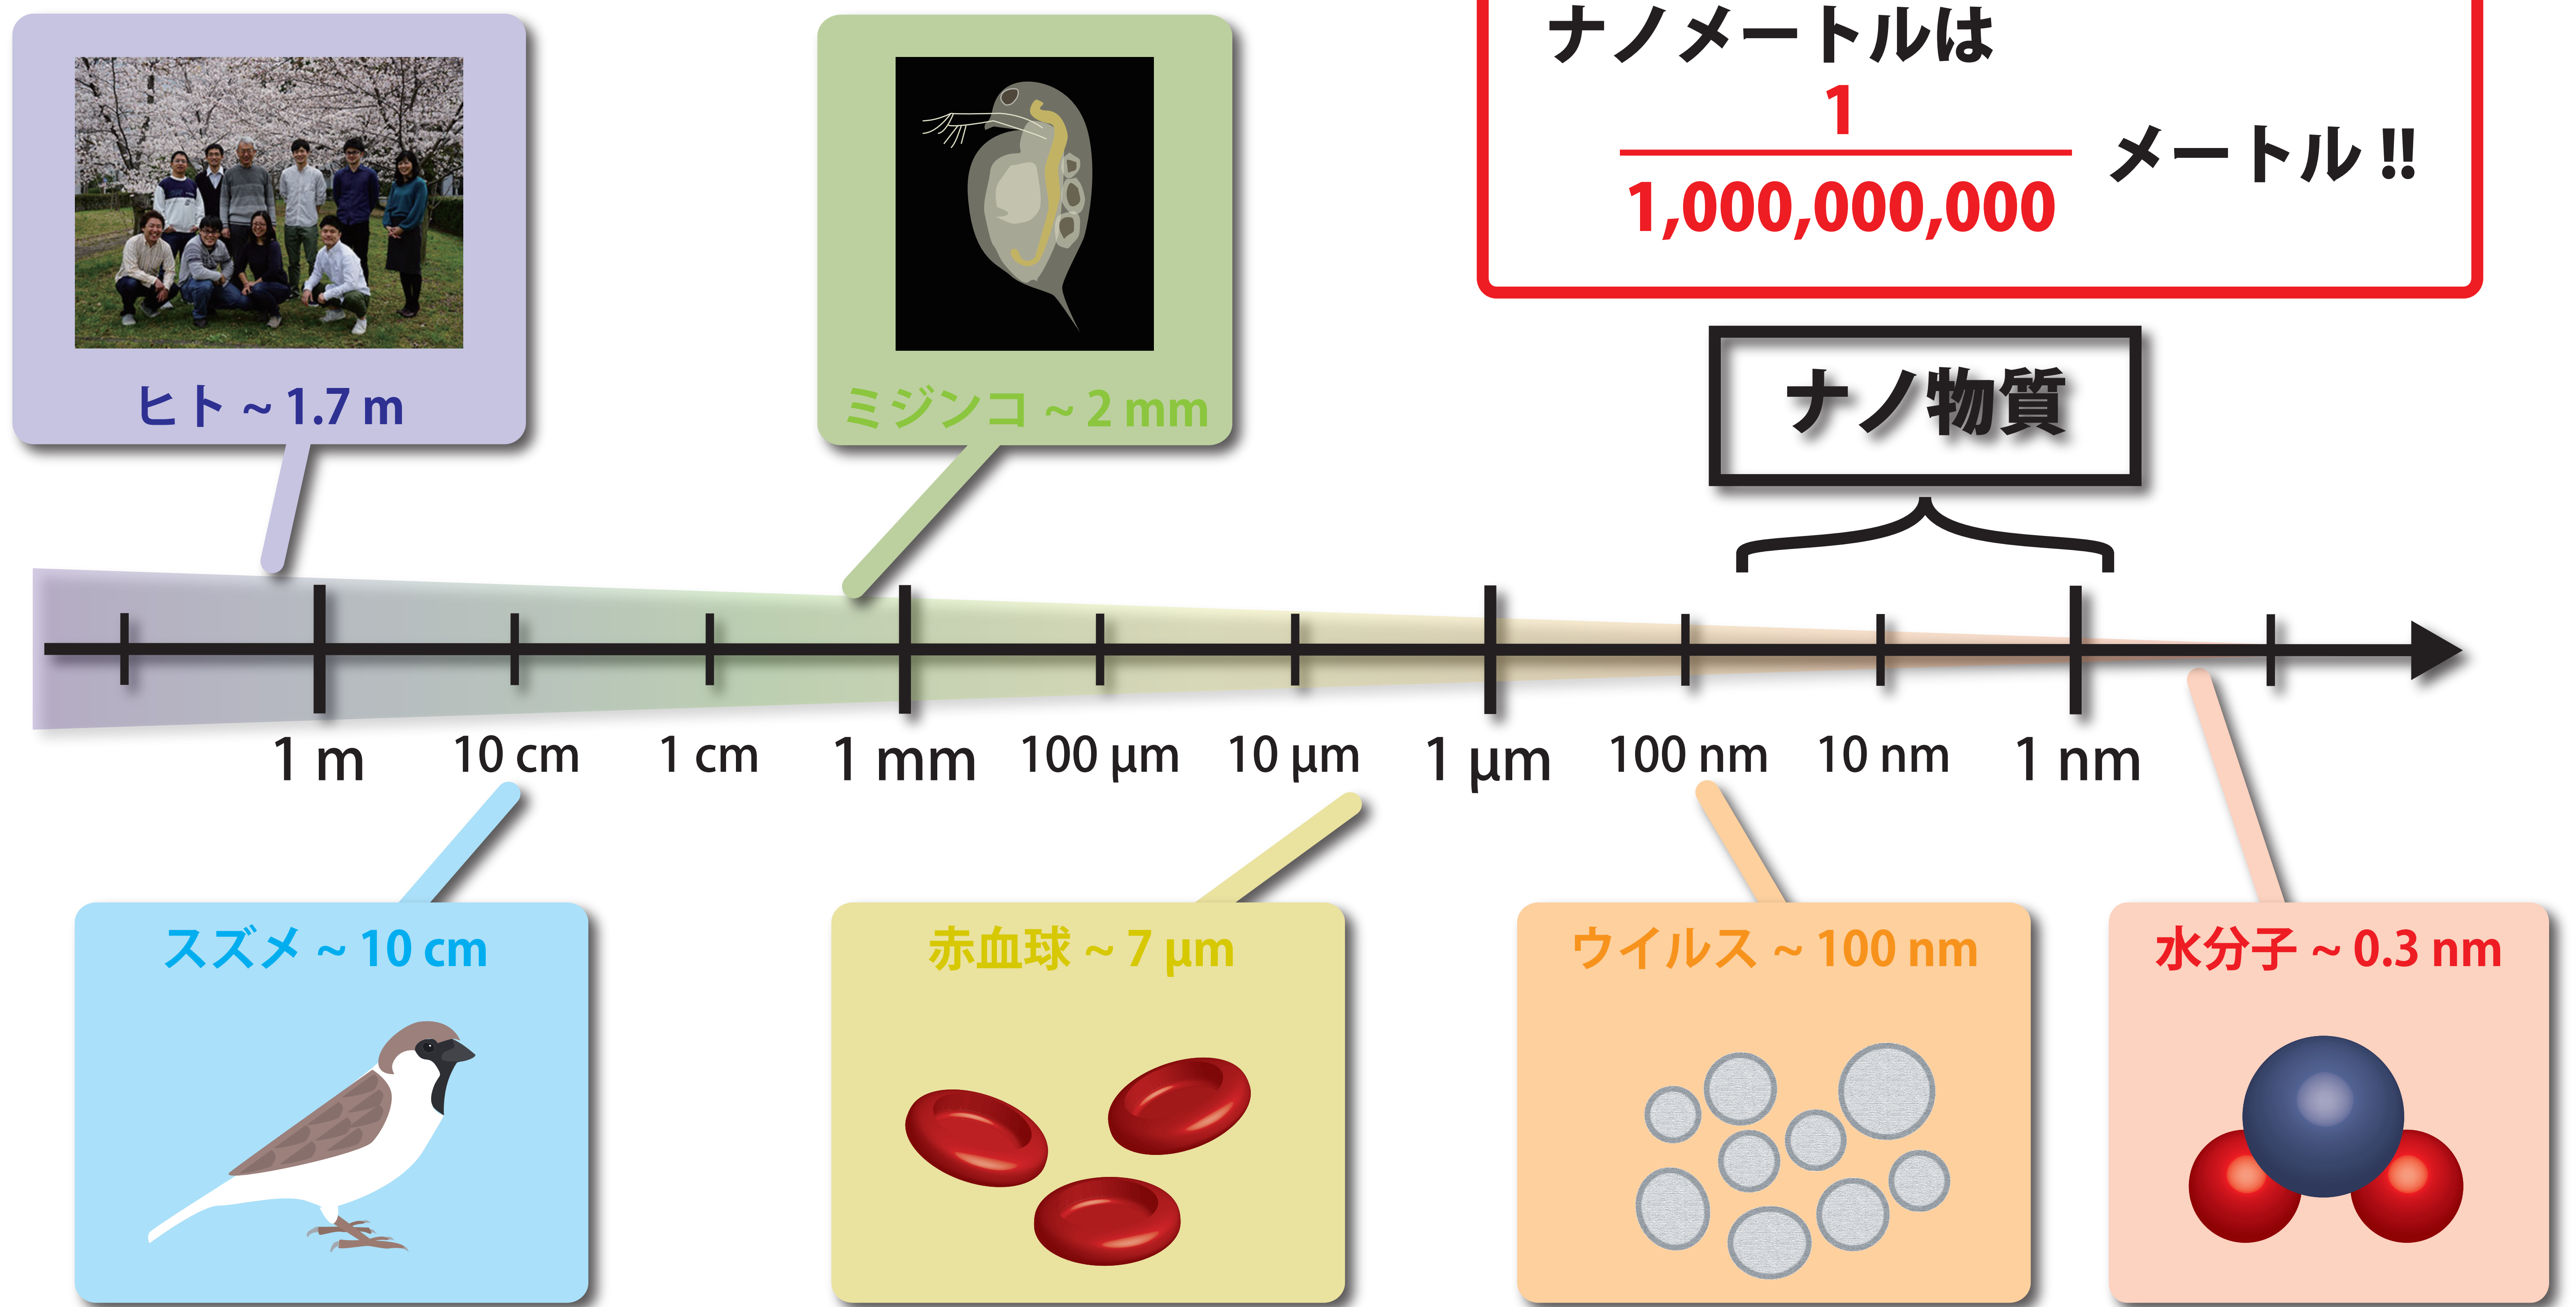 ナノメートルは
1
1,000,000,000
メートル !!
ヒト ~ 1.7 m
ミジンコ ~ 2 mm
ナノ物質
1 m
10 cm
1 cm
1 mm
100 μm
10 μm
1 μm
100 nm
10 nm
1 nm
スズメ ~ 10 cm
赤血球 ~ 7 μm
ウイルス ~ 100 nm
水分子 ~ 0.3 nm